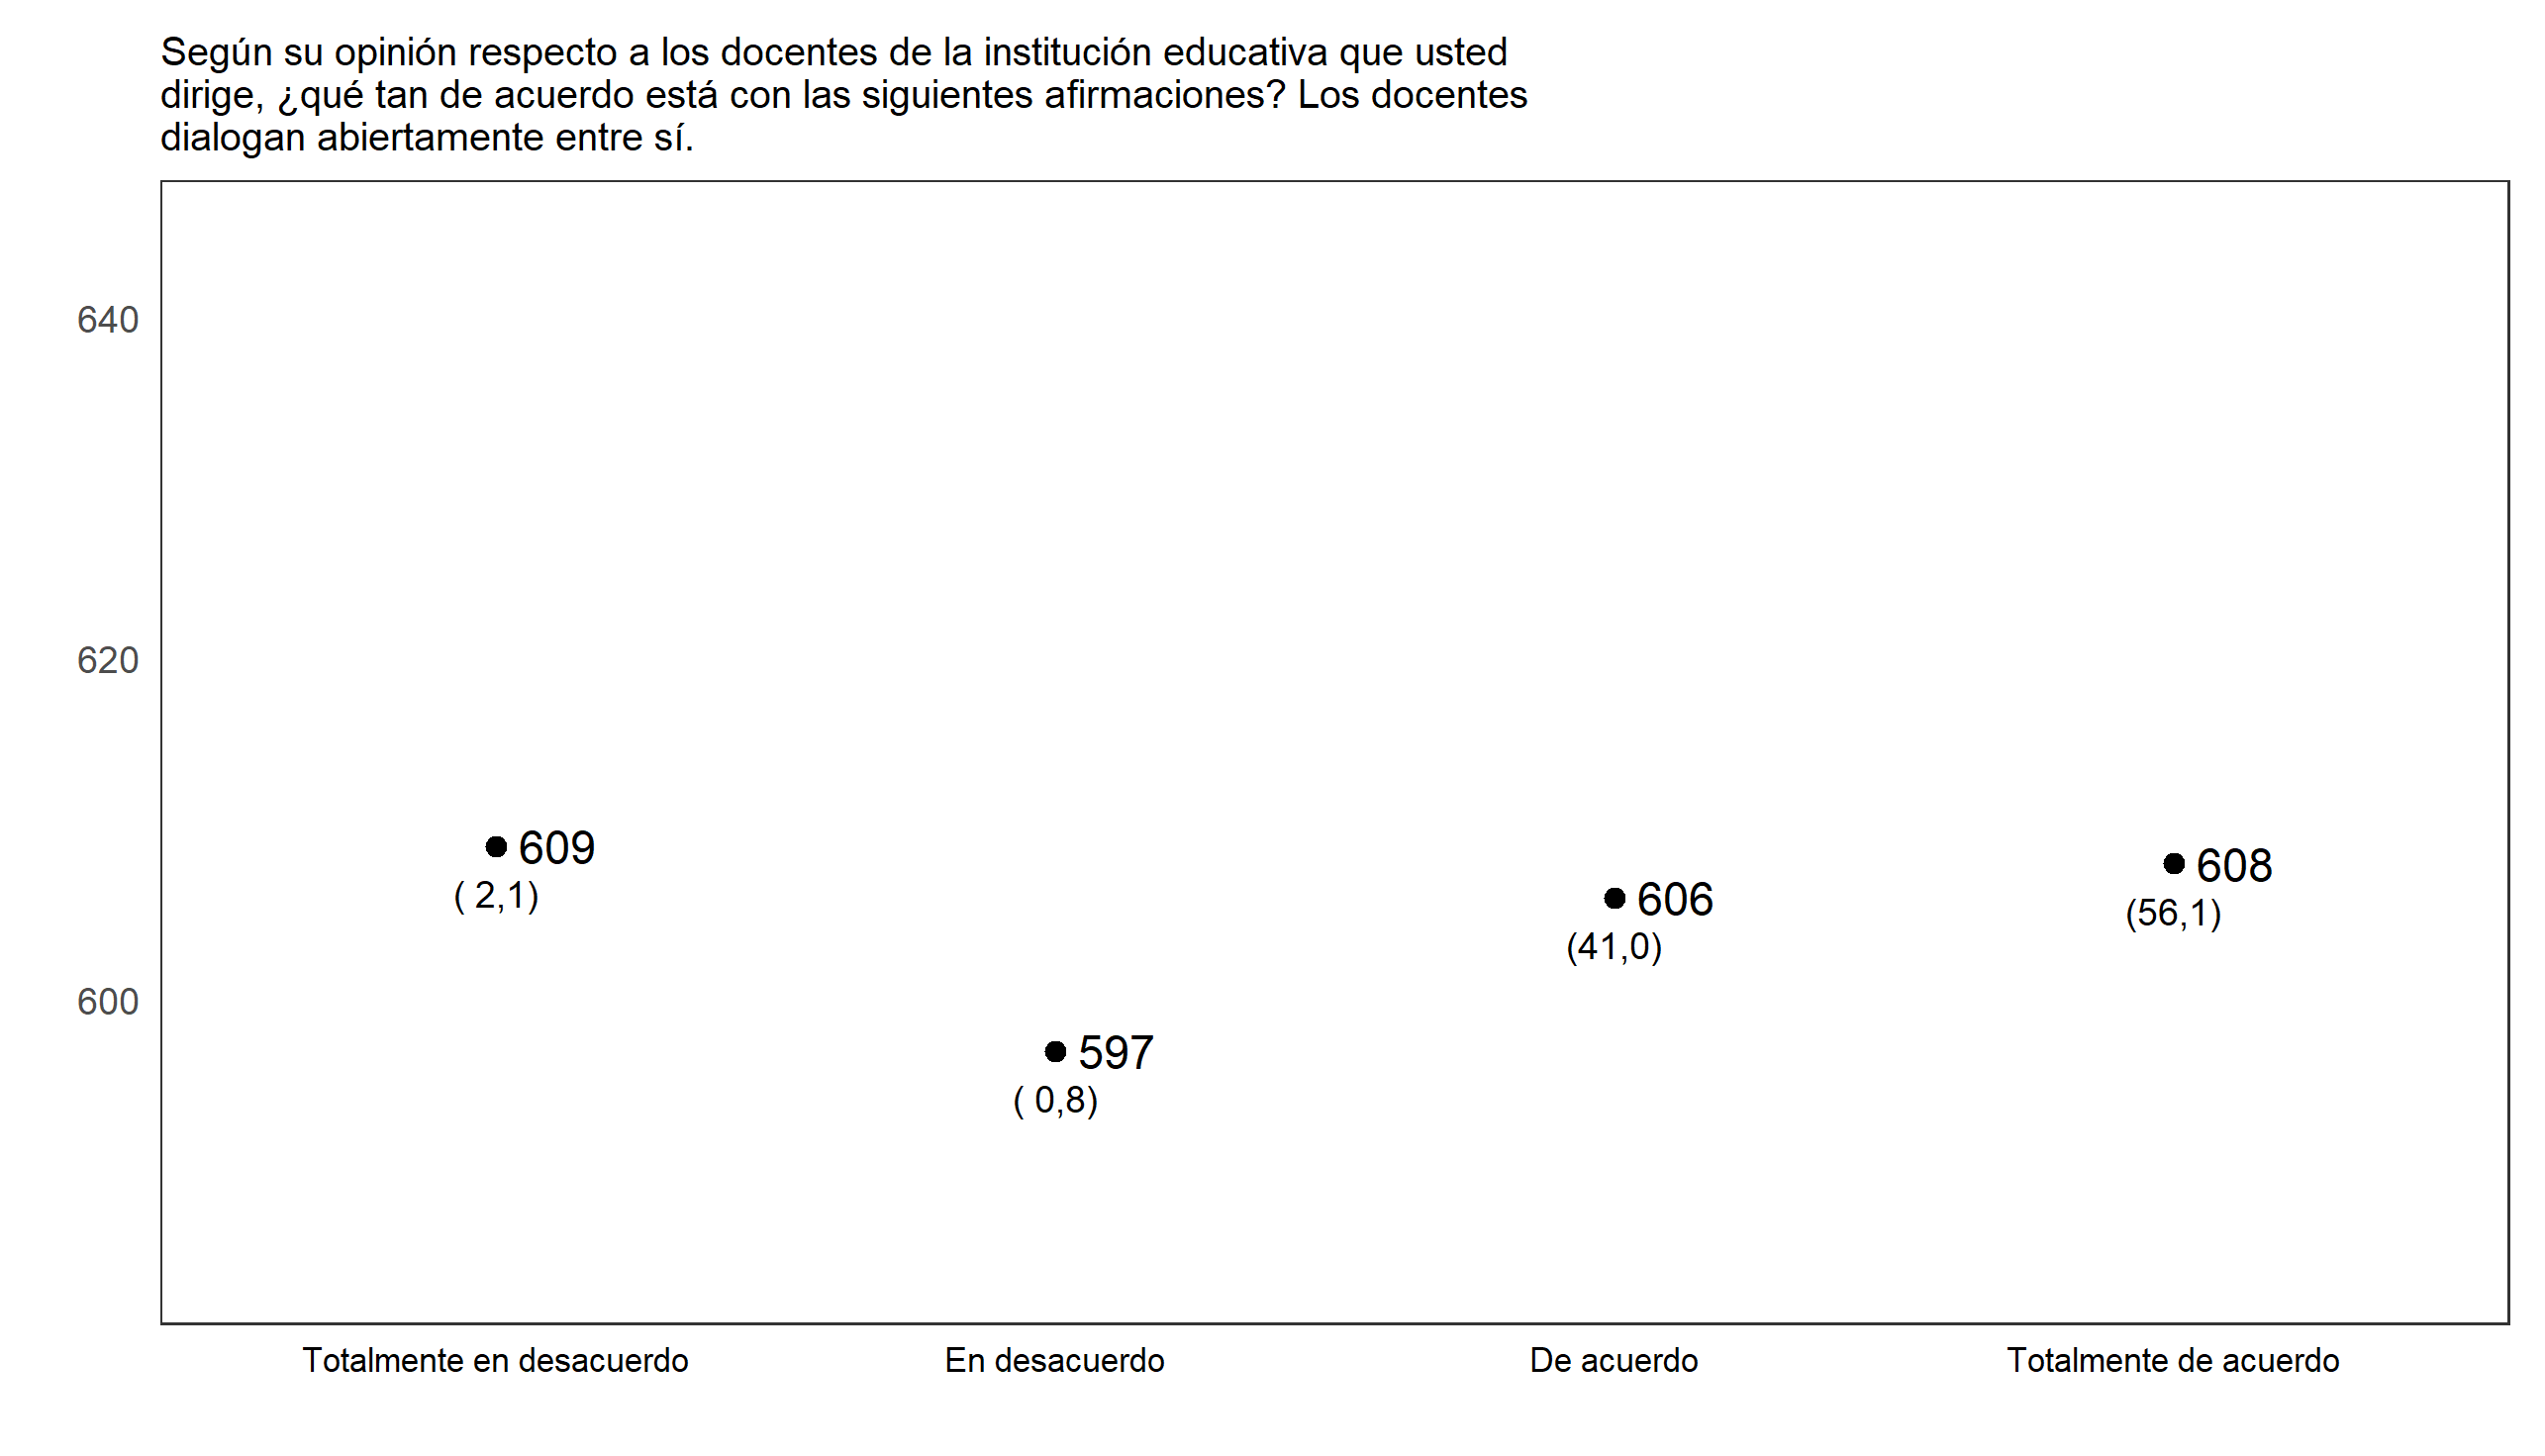 Según su opinión respecto a los docentes de la institución educativa que usted
dirige, ¿qué tan de acuerdo está con las siguientes afirmaciones? Los docentes
dialogan abiertamente entre sí.
640
620
600
609
( 2,1)
597
( 0,8)
606
(41,0)
608
(56,1)
Totalmente en desacuerdo
En desacuerdo
De acuerdo
Totalmente de acuerdo